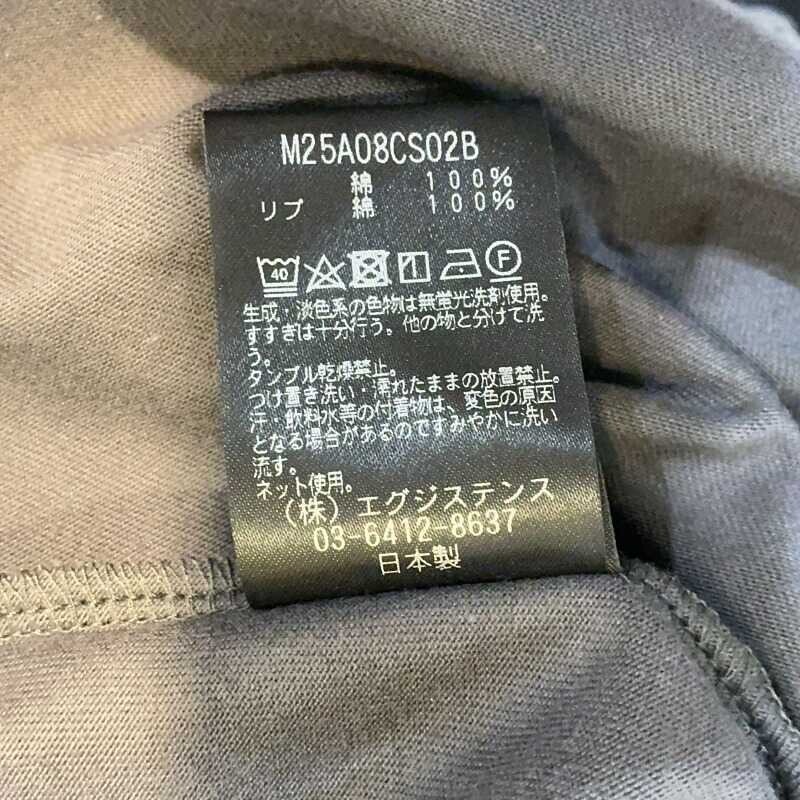 M25A08CS02B
綿 100%
リブ 綿 100%
40 F
生成・淡色系の色物は無蛍光洗剤使用。
すすぎは十分行う。他の物と分けて洗
う。
タンブル乾燥禁止。
つけ置き洗い・濡れたままの放置禁止。
汗・飲料水等の付着物は、変色の原因
となる場合があるのですみやかに洗い
流す。
ネット使用。
(株)エグジステンス
03-6412-8637
日本製